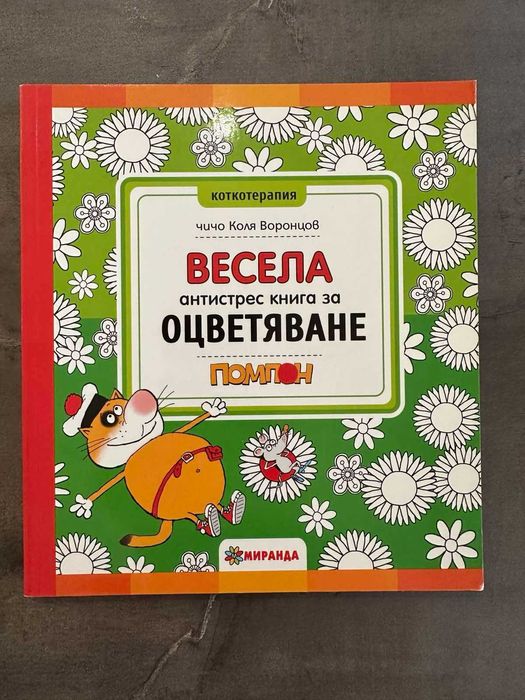 коткотерапия
чичо Коля Воронцов
ВЕСЕЛА
антистрес книга за
ОЦВЕТЯВАНЕ
ПОМПОН
МИРАНДА